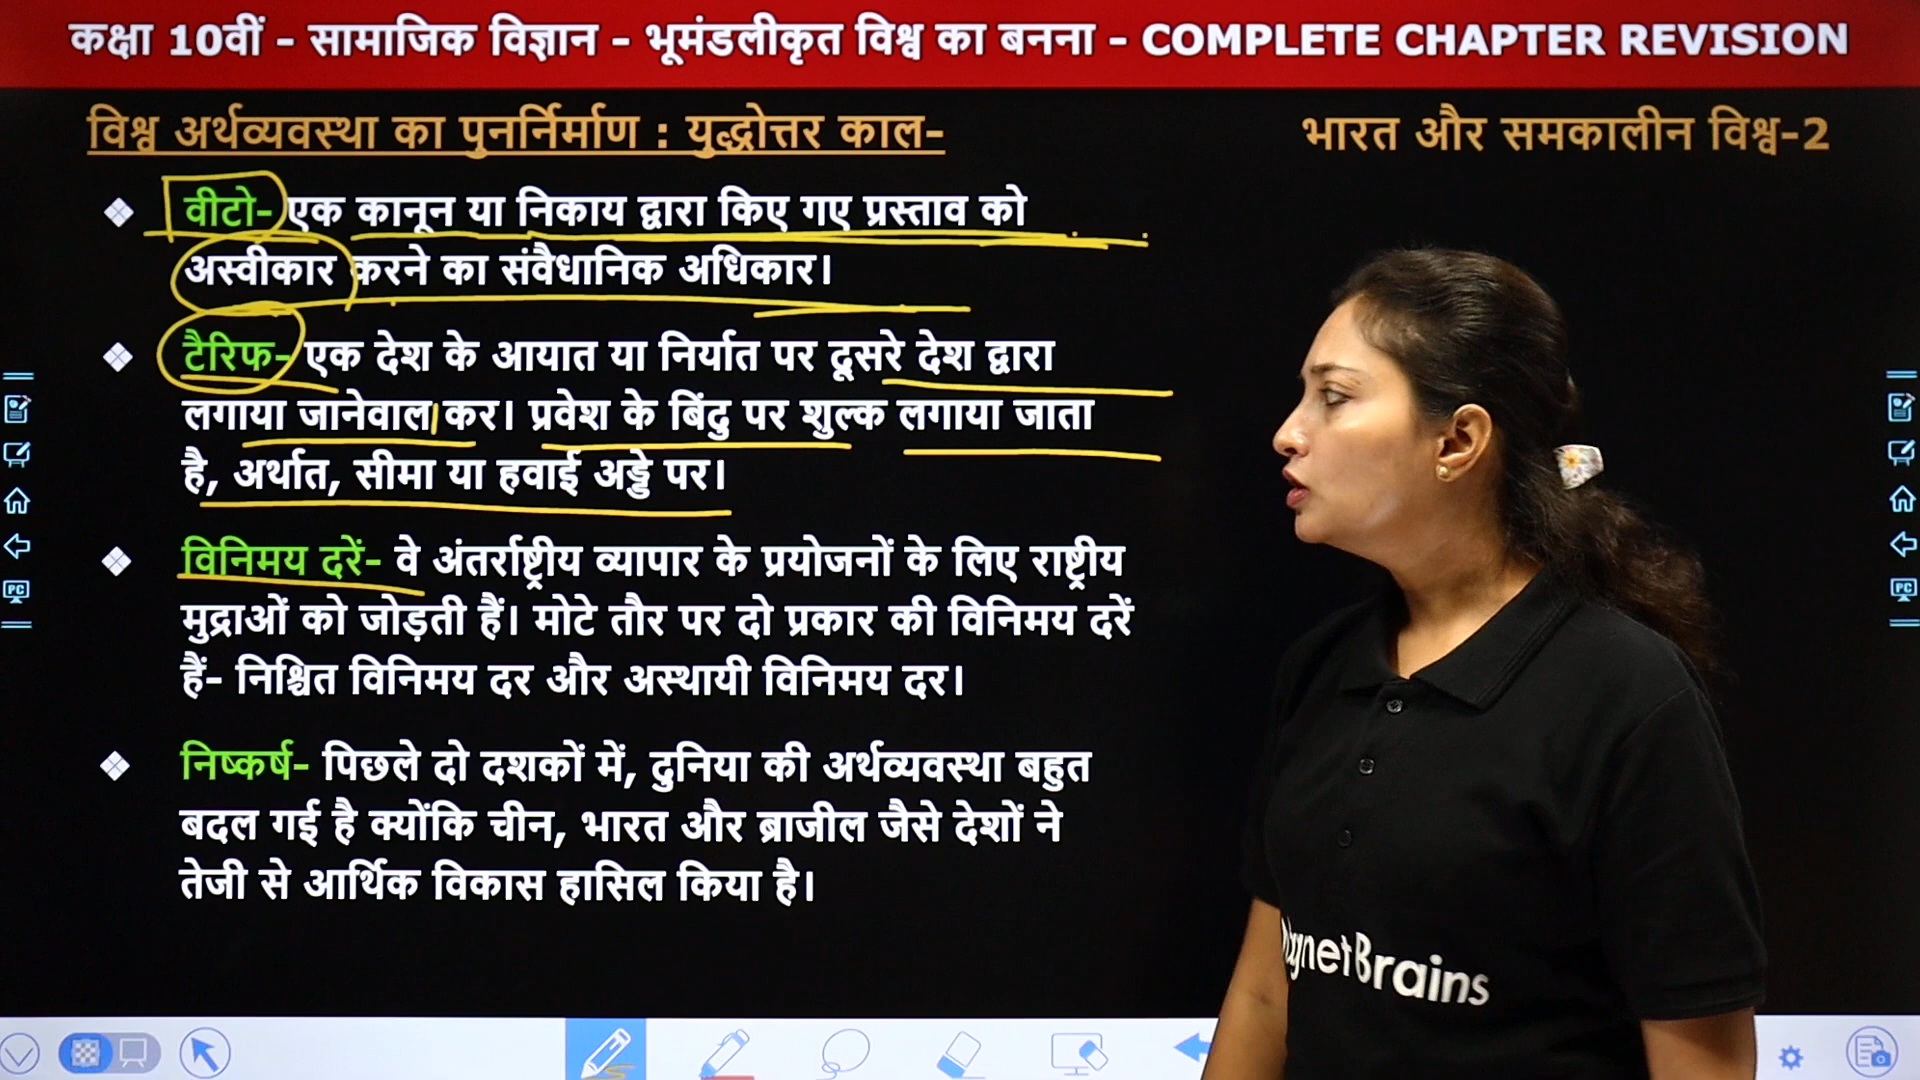 कक्षा 10वीं - सामाजिक विज्ञान - भूमंडलीकृत विश्व का बनना - COMPLETE CHAPTER REVISION
विश्व अर्थव्यवस्था का पुनर्निर्माण : युद्धोत्तर काल-
भारत और समकालीन विश्व-2
वीटो- एक कानून या निकाय द्वारा किए गए प्रस्ताव को
अस्वीकार करने का संवैधानिक अधिकार।
टैरिफ- एक देश के आयात या निर्यात पर दूसरे देश द्वारा
लगाया जानेवाल कर। प्रवेश के बिंदु पर शुल्क लगाया जाता
है, अर्थात, सीमा या हवाई अड्डे पर।
विनिमय दरें- वे अंतर्राष्ट्रीय व्यापार के प्रयोजनों के लिए राष्ट्रीय
मुद्राओं को जोड़ती हैं। मोटे तौर पर दो प्रकार की विनिमय दरें
हैं- निश्चित विनिमय दर और अस्थायी विनिमय दर।
निष्कर्ष- पिछले दो दशकों में, दुनिया की अर्थव्यवस्था बहुत
बदल गई है क्योंकि चीन, भारत और ब्राजील जैसे देशों ने
तेजी से आर्थिक विकास हासिल किया है।
gnetBrains
PC
PC